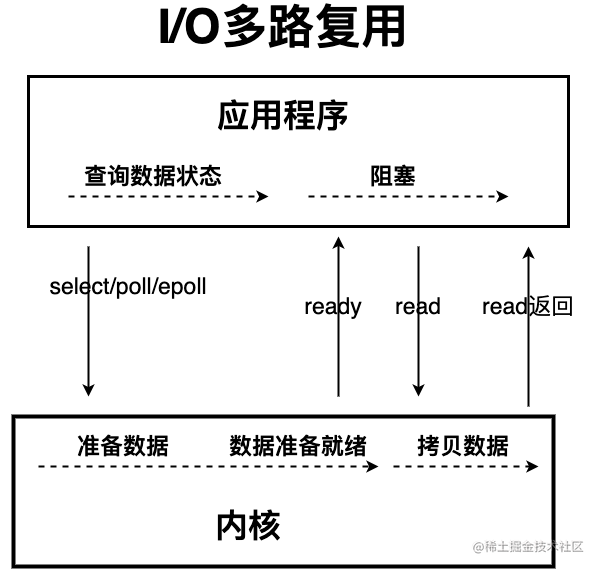 I/O多路复用
应用程序
查询数据状态 阻塞
select/poll/epoll
ready read read返回
准备数据 数据准备就绪 拷贝数据
内核
@稀土掘金技术社区